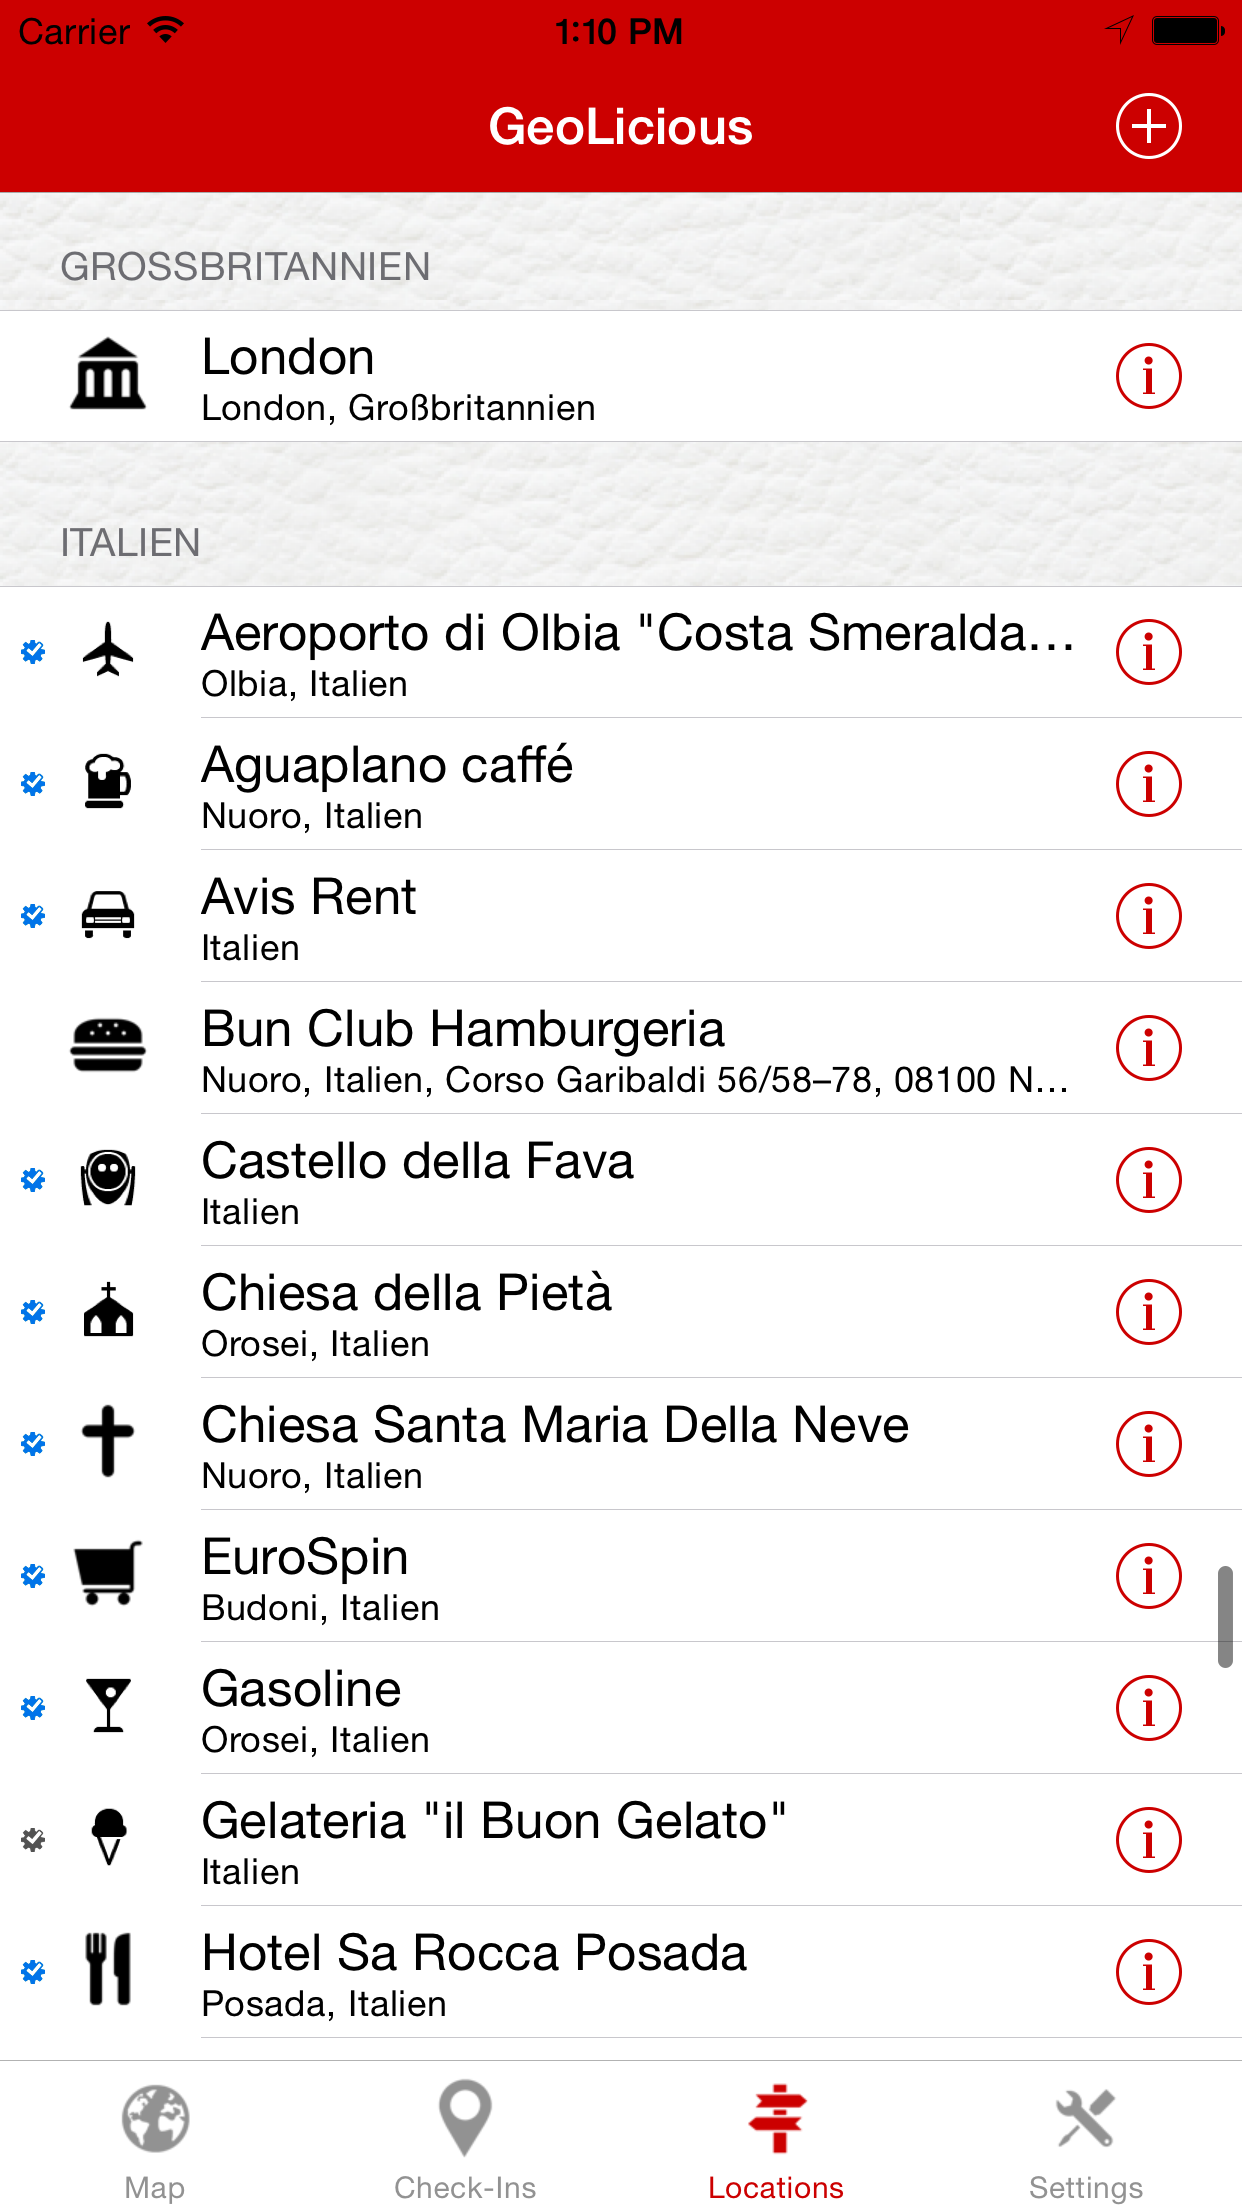 Carrier 1:10 PM
GeoLicious
GROSSBRITANNIEN
London
London, Großbritannien
ITALIEN
Aeroporto di Olbia "Costa Smeralda…
Olbia, Italien
Aguaplano caffé
Nuoro, Italien
Avis Rent
Italien
Bun Club Hamburgeria
Nuoro, Italien, Corso Garibaldi 56/58–78, 08100 N…
Castello della Fava
Italien
Chiesa della Pietà
Orosei, Italien
Chiesa Santa Maria Della Neve
Nuoro, Italien
EuroSpin
Budoni, Italien
Gasoline
Orosei, Italien
Gelateria "il Buon Gelato"
Italien
Hotel Sa Rocca Posada
Posada, Italien
Map Check-Ins Locations Settings